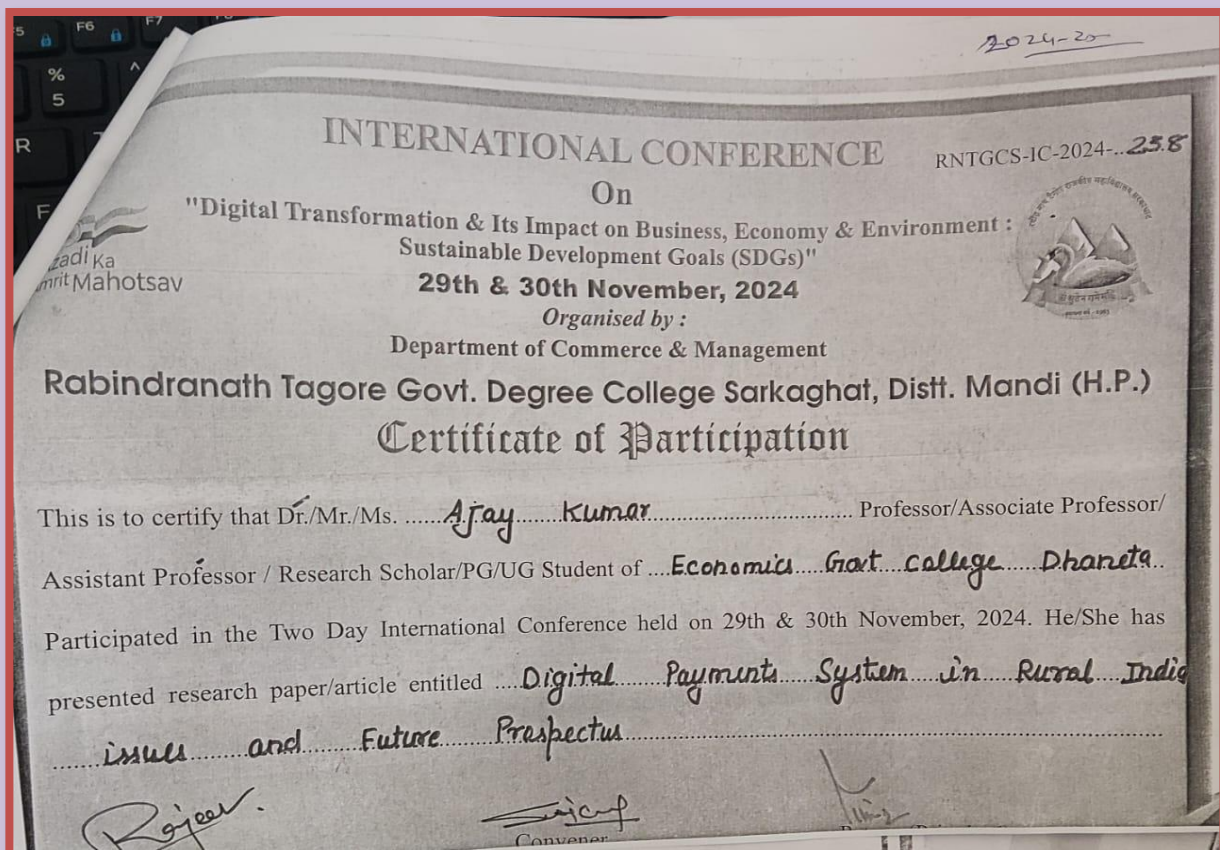 F5
F6
F7
%
5
^
R
F
2024-25
INTERNATIONAL CONFERENCE
RNTGCS-IC-2024-..258
On
"Digital Transformation & Its Impact on Business, Economy & Environment :
Sustainable Development Goals (SDGs)"
zadi Ka
mrit Mahotsav
29th & 30th November, 2024
Organised by :
Department of Commerce & Management
Rabindranath Tagore Govt. Degree College Sarkaghat, Distt. Mandi (H.P.)
Certificate of Participation
This is to certify that Dr./Mr./Ms. ......Ajay......Kumar.............................. Professor/Associate Professor/
Assistant Professor / Research Scholar/PG/UG Student of ....Economics....Govt....college.....Dhaneta..
Participated in the Two Day International Conference held on 29th & 30th November, 2024. He/She has
presented research paper/article entitled ....Digital......Payments.....System....in....Rural....India
......issues......and......Future......Prospectus..............................
Rajeev.
Convener